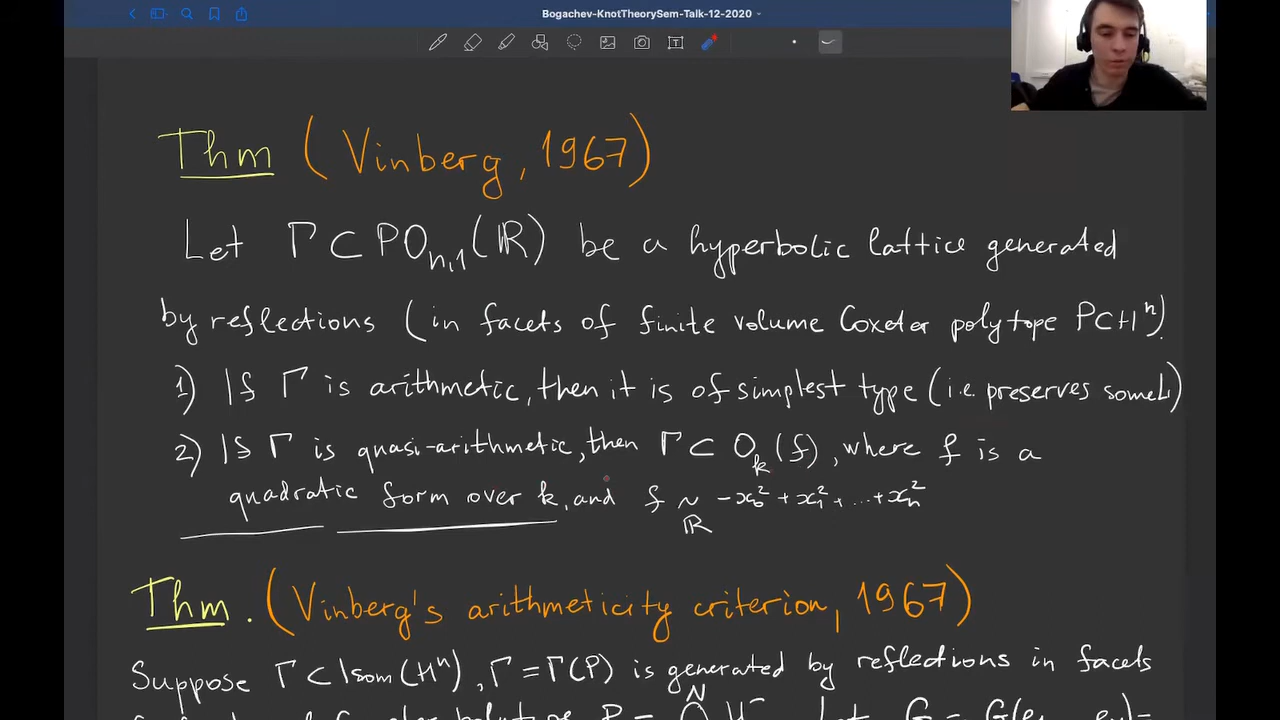 Bogachev-KnotTheorySem-Talk-12-2020
Thm (Vinberg, 1967)
Let Γ ⊂ PO_{n,1}(ℝ) be a hyperbolic lattice generated
by reflections (in facets of finite volume Coxeter polytope P⊂ℍⁿ).
1) If Γ is arithmetic, then it is of simplest type (i.e. preserves some L)
2) If Γ is quasi-arithmetic, then Γ ⊂ O_k(f), where f is a
quadratic form over k, and f ~_ℝ -x₀² + x₁² + ... + xₙ²
Thm. (Vinberg's arithmeticity criterion, 1967)
Suppose Γ ⊂ Isom(ℍⁿ), Γ = Γ(P) is generated by reflections in facets
P = Let G = G(e